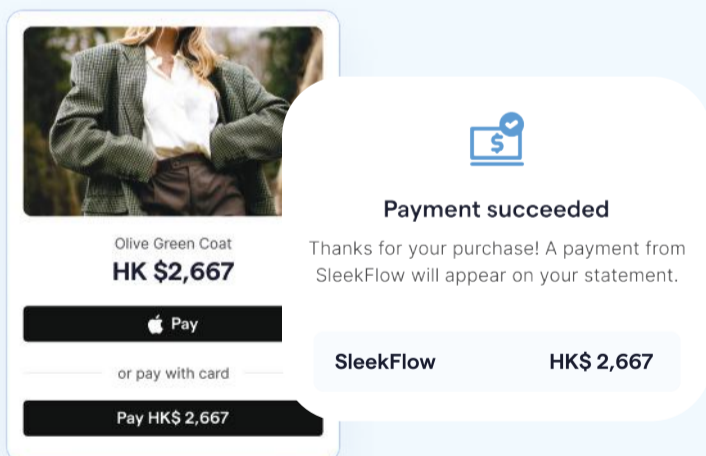 Olive Green Coat
HK $2,667
Pay
or pay with card
Pay HK$ 2,667
$
Payment succeeded
Thanks for your purchase! A payment from
SleekFlow will appear on your statement.
SleekFlow HK$ 2,667